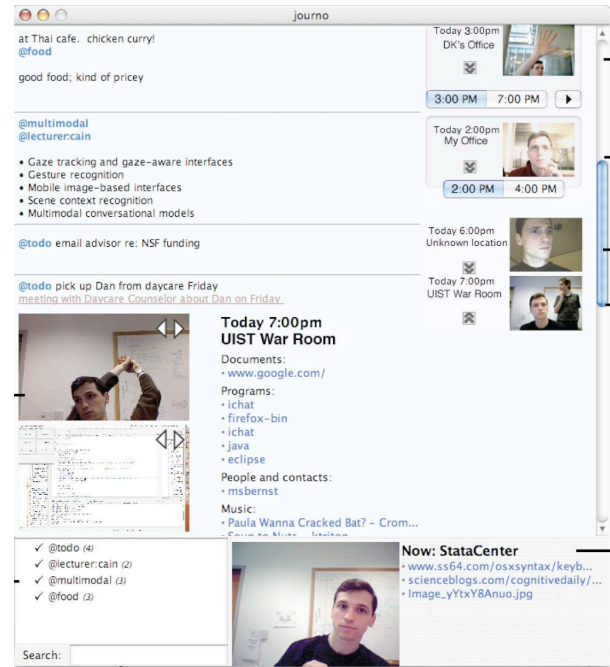 journo
at Thai cafe. chicken curry!
@food
good food; kind of pricey
@multimodal
@lecturer:cain
• Gaze tracking and gaze-aware interfaces
• Gesture recognition
• Mobile image-based interfaces
• Scene context recognition
• Multimodal conversational models
@todo email advisor re: NSF funding
@todo pick up Dan from daycare Friday
meeting with Daycare Counselor about Dan on Friday
Today 3:00pm
DK's Office
3:00 PM 7:00 PM
Today 2:00pm
My Office
2:00 PM 4:00 PM
Today 6:00pm
Unknown location
Today 7:00pm
UIST War Room
Today 7:00pm
UIST War Room
Documents:
• www.google.com/
Programs:
• ichat
• firefox-bin
• ichat
• java
• eclipse
People and contacts:
• msbernst
Music:
• Paula Wanna Cracked Bat? - Crom...
✓ @todo (4)
✓ @lecturer:cain (2)
✓ @multimodal (3)
✓ @food (3)
Search:
Now: StataCenter
• www.ss64.com/osxsyntax/keyb...
• scienceblogs.com/cognitivedaily/...
• Image_yYtxY8Anuo.jpg